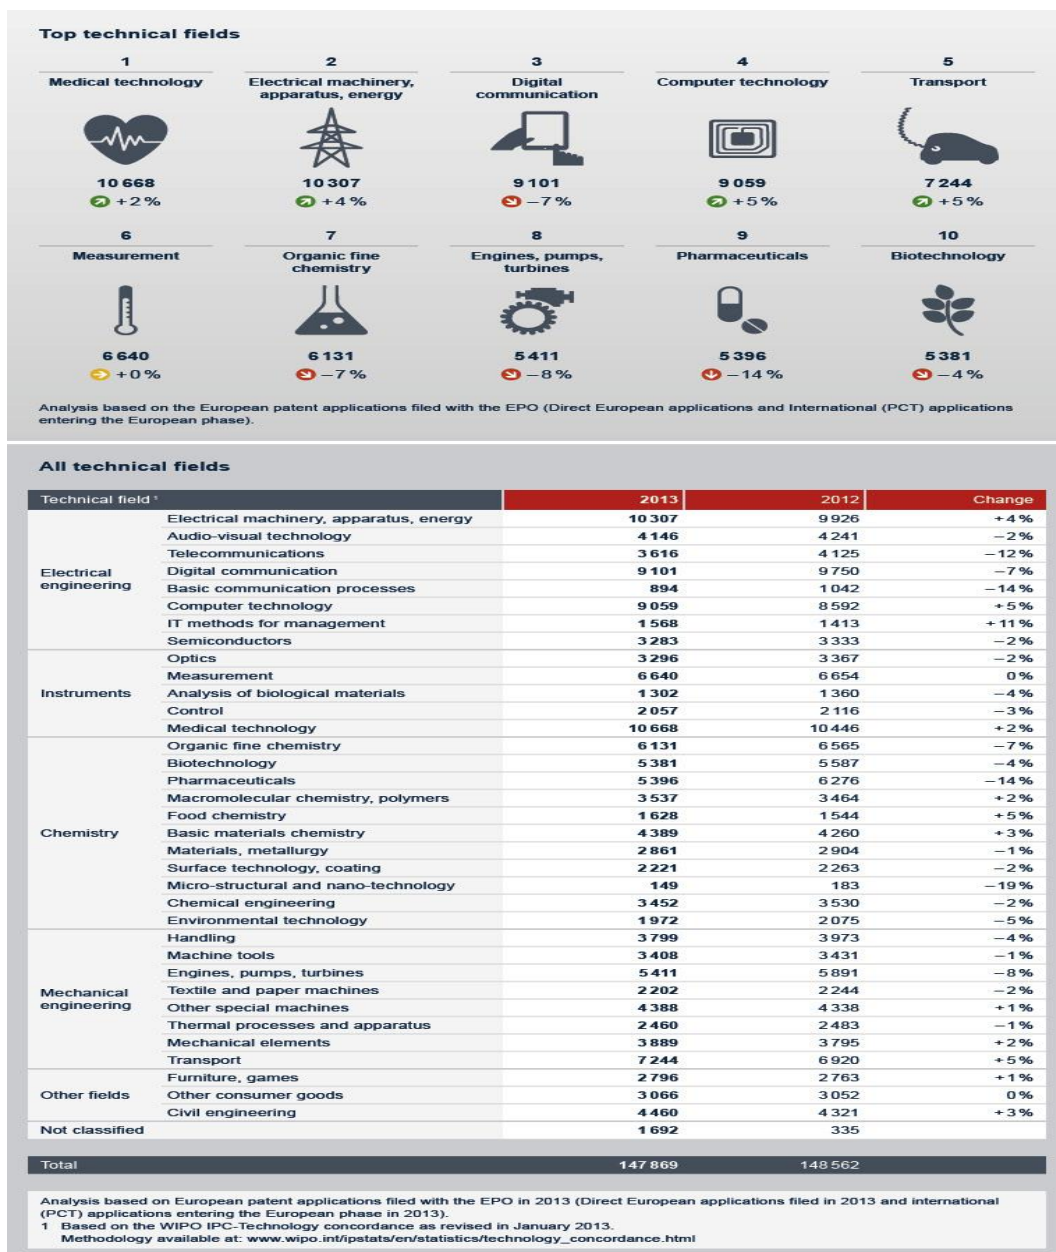 Top technical fields
1 2 3 4 5
Medical technology Electrical machinery, apparatus, energy Digital communication Computer technology Transport
10 668 10 307 9 101 9 059 7 244
+2% +4% −7% +5% +5%
6 7 8 9 10
Measurement Organic fine chemistry Engines, pumps, turbines Pharmaceuticals Biotechnology
6 640 6 131 5 411 5 396 5 381
+0% −7% −8% −14% −4%
Analysis based on the European patent applications filed with the EPO (Direct European applications and International (PCT) applications
entering the European phase).
All technical fields
Technical field ¹ 2013 2012 Change
Electrical engineering
Electrical machinery, apparatus, energy 10 307 9 926 +4%
Audio-visual technology 4 146 4 241 −2%
Telecommunications 3 616 4 125 −12%
Digital communication 9 101 9 750 −7%
Basic communication processes 894 1 042 −14%
Computer technology 9 059 8 592 +5%
IT methods for management 1 568 1 413 +11%
Semiconductors 3 283 3 333 −2%
Instruments
Optics 3 296 3 367 −2%
Measurement 6 640 6 654 0%
Analysis of biological materials 1 302 1 360 −4%
Control 2 057 2 116 −3%
Medical technology 10 668 10 446 +2%
Chemistry
Organic fine chemistry 6 131 6 565 −7%
Biotechnology 5 381 5 587 −4%
Pharmaceuticals 5 396 6 276 −14%
Macromolecular chemistry, polymers 3 537 3 464 +2%
Food chemistry 1 628 1 544 +5%
Basic materials chemistry 4 389 4 260 +3%
Materials, metallurgy 2 861 2 904 −1%
Surface technology, coating 2 221 2 263 −2%
Micro-structural and nano-technology 149 183 −19%
Chemical engineering 3 452 3 530 −2%
Environmental technology 1 972 2 075 −5%
Mechanical engineering
Handling 3 799 3 973 −4%
Machine tools 3 408 3 431 −1%
Engines, pumps, turbines 5 411 5 891 −8%
Textile and paper machines 2 202 2 244 −2%
Other special machines 4 388 4 338 +1%
Thermal processes and apparatus 2 460 2 483 −1%
Mechanical elements 3 889 3 795 +2%
Transport 7 244 6 920 +5%
Other fields
Furniture, games 2 796 2 763 +1%
Other consumer goods 3 066 3 052 0%
Civil engineering 4 460 4 321 +3%
Not classified 1 692 335
Total 147 869 148 562
Analysis based on European patent applications filed with the EPO in 2013 (Direct European applications filed in 2013 and international
(PCT) applications entering the European phase in 2013).
1 Based on the WIPO IPC-Technology concordance as revised in January 2013.
Methodology available at: www.wipo.int/ipstats/en/statistics/technology_concordance.html